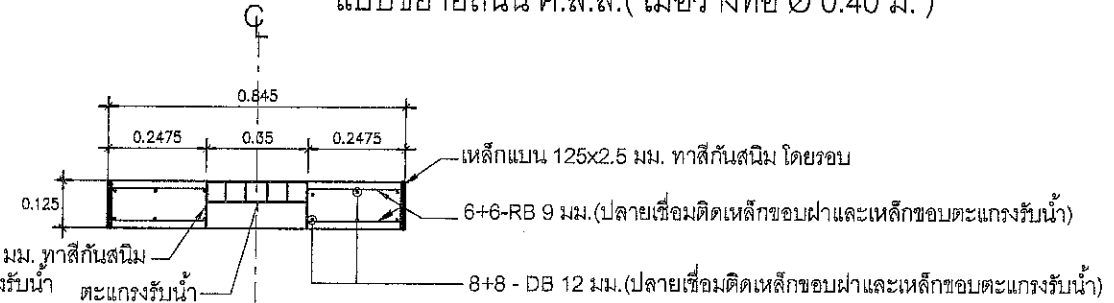 แบบขยายถนน ค.ส.ล.( เมื่อวางท่อ Ø 0.40 ม. )
CL
0.845
0.2475 0.35 0.2475
เหล็กแบน 125x2.5 มม. ทาสีกันสนิม โดยรอบ
0.125
6+6-RB 9 มม.(ปลายเชื่อมติดเหล็กขอบฝาและเหล็กขอบตะแกรงรับน้ำ)
มม. ทาสีกันสนิม
งรับน้ำ ตะแกรงรับน้ำ
8+8 - DB 12 มม.(ปลายเชื่อมติดเหล็กขอบฝาและเหล็กขอบตะแกรงรับน้ำ)